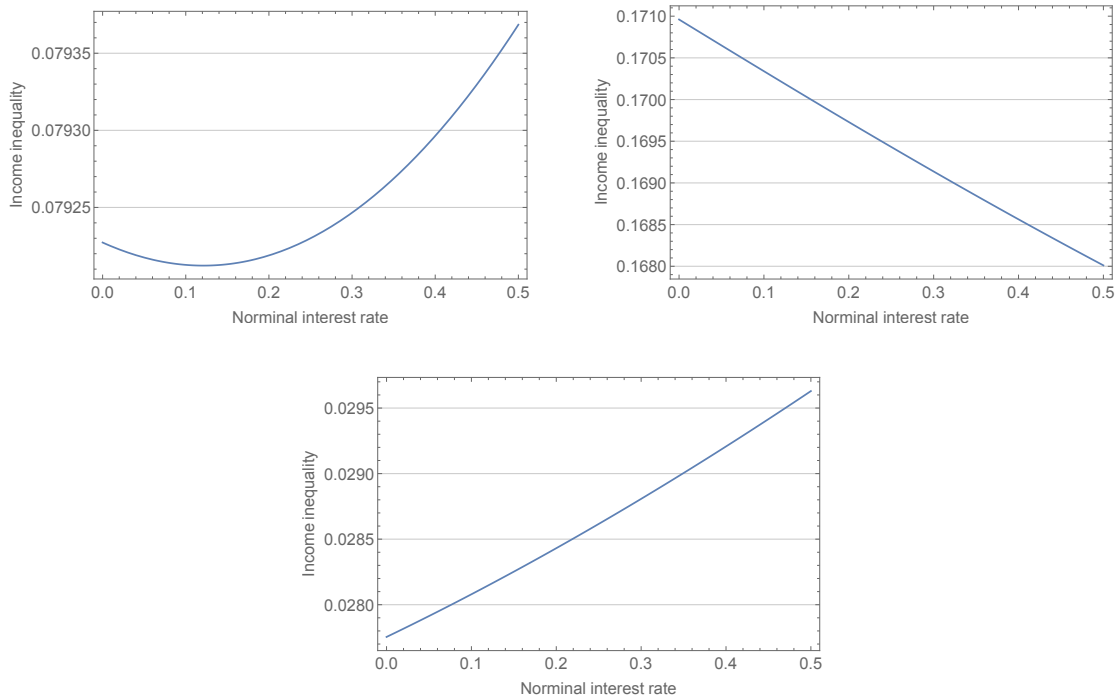 0.07935
0.07930
0.07925
Income inequality
0.0 0.1 0.2 0.3 0.4 0.5
Norminal interest rate
0.1710
0.1705
0.1700
0.1695
0.1690
0.1685
0.1680
Income inequality
0.0 0.1 0.2 0.3 0.4 0.5
Norminal interest rate
0.0295
0.0290
0.0285
0.0280
Income inequality
0.0 0.1 0.2 0.3 0.4 0.5
Norminal interest rate